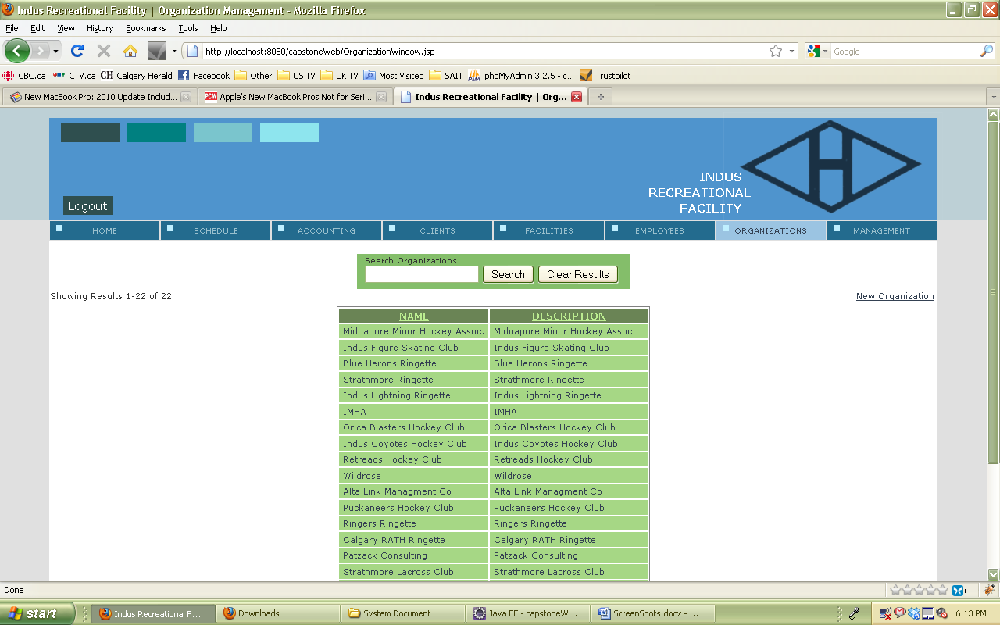 Indus Recreational Facility | Organization Management - Mozilla Firefox
File Edit View History Bookmarks Tools Help
http://localhost:8080/capstoneWeb/OrganizationWindow.jsp
Google
CBC.ca CTV.ca CH Calgary Herald Facebook Other US TV UK TV Most Visited SAIT PMA phpMyAdmin 3.2.5 - c... Trustpilot
New MacBook Pro: 2010 Update Includ... PCW Apple's New MacBook Pros Not for Seri... Indus Recreational Facility | Org...
INDUS
RECREATIONAL
FACILITY
H
Logout
HOME SCHEDULE ACCOUNTING CLIENTS FACILITIES EMPLOYEES ORGANIZATIONS MANAGEMENT
Search Organizations:
Search Clear Results
Showing Results 1-22 of 22 New Organization
NAME DESCRIPTION
Midnapore Minor Hockey Assoc. Midnapore Minor Hockey Assoc.
Indus Figure Skating Club Indus Figure Skating Club
Blue Herons Ringette Blue Herons Ringette
Strathmore Ringette Strathmore Ringette
Indus Lightning Ringette Indus Lightning Ringette
IMHA IMHA
Orica Blasters Hockey Club Orica Blasters Hockey Club
Indus Coyotes Hockey Club Indus Coyotes Hockey Club
Retreads Hockey Club Retreads Hockey Club
Wildrose Wildrose
Alta Link Managment Co Alta Link Managment Co
Puckaneers Hockey Club Puckaneers Hockey Club
Ringers Ringette Ringers Ringette
Calgary RATH Ringette Calgary RATH Ringette
Patzack Consulting Patzack Consulting
Strathmore Lacross Club Strathmore Lacross Club
Done
start Indus Recreational F... Downloads System Document Java EE - capstoneW... ScreenShots.docx - ... 6:13 PM